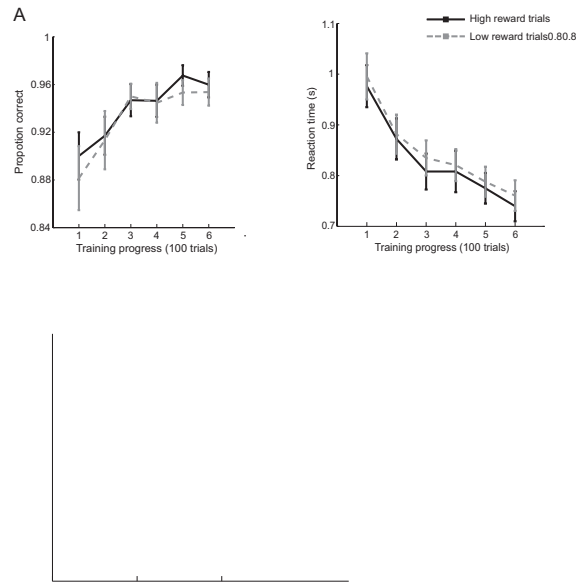 A
High reward trials
Low reward trials0.80.8
Propotion correct
1
0.96
0.92
0.88
0.84
1 2 3 4 5 6
Training progress (100 trials)
.
Reaction time (s)
1.1
1
0.9
0.8
0.7
1 2 3 4 5 6
Training progress (100 trials)